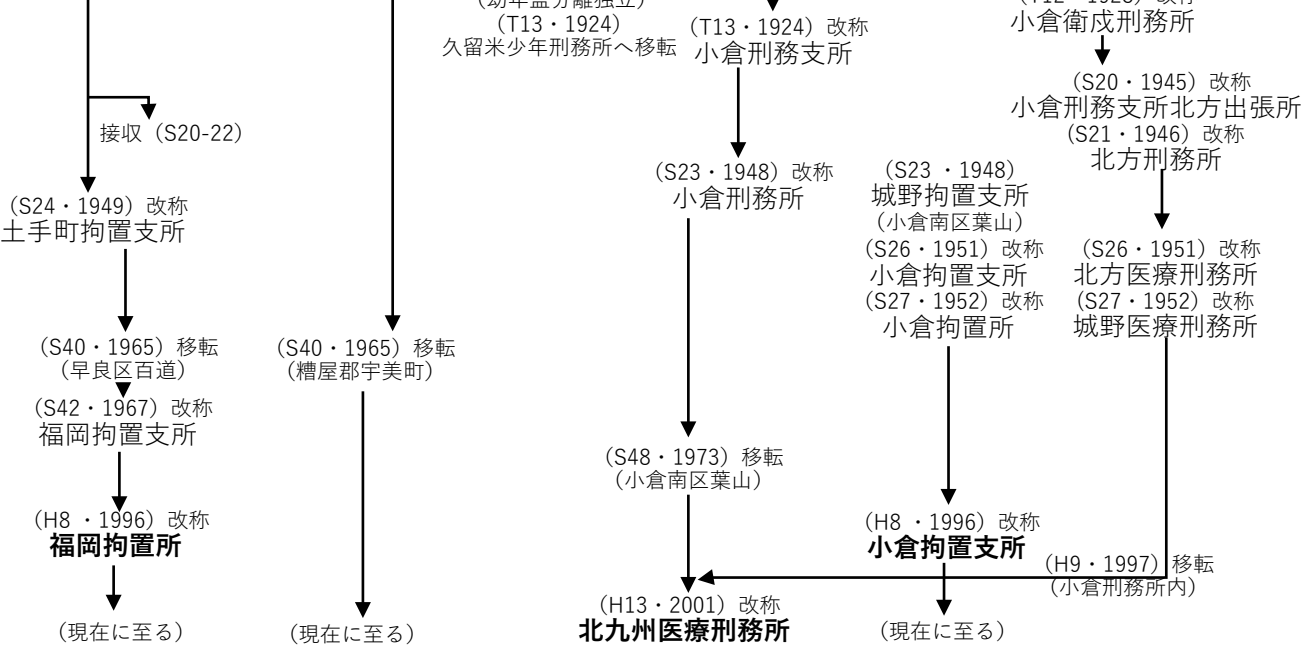 (幼年監分離独立)
(T13・1924)
久留米少年刑務所へ移転
(T13・1924) 改称
小倉刑務支所
小倉衛戍刑務所
(S20・1945) 改称
小倉刑務支所北方出張所
(S21・1946) 改称
北方刑務所
接収 (S20-22)
(S24・1949) 改称
土手町拘置支所
(S23・1948) 改称
小倉刑務所
(S23 ・1948)
城野拘置支所
(小倉南区葉山)
(S26・1951) 改称
小倉拘置支所
(S27・1952) 改称
小倉拘置所
(S26・1951) 改称
北方医療刑務所
(S27・1952) 改称
城野医療刑務所
(S40・1965) 移転
(早良区百道)
(S42・1967) 改称
福岡拘置支所
(S40・1965) 移転
(糟屋郡宇美町)
(S48・1973) 移転
(小倉南区葉山)
(H8 ・1996) 改称
福岡拘置所
(H8 ・1996) 改称
小倉拘置支所
(H9・1997) 移転
(小倉刑務所内)
(H13・2001) 改称
北九州医療刑務所
(現在に至る)
(現在に至る)
(現在に至る)